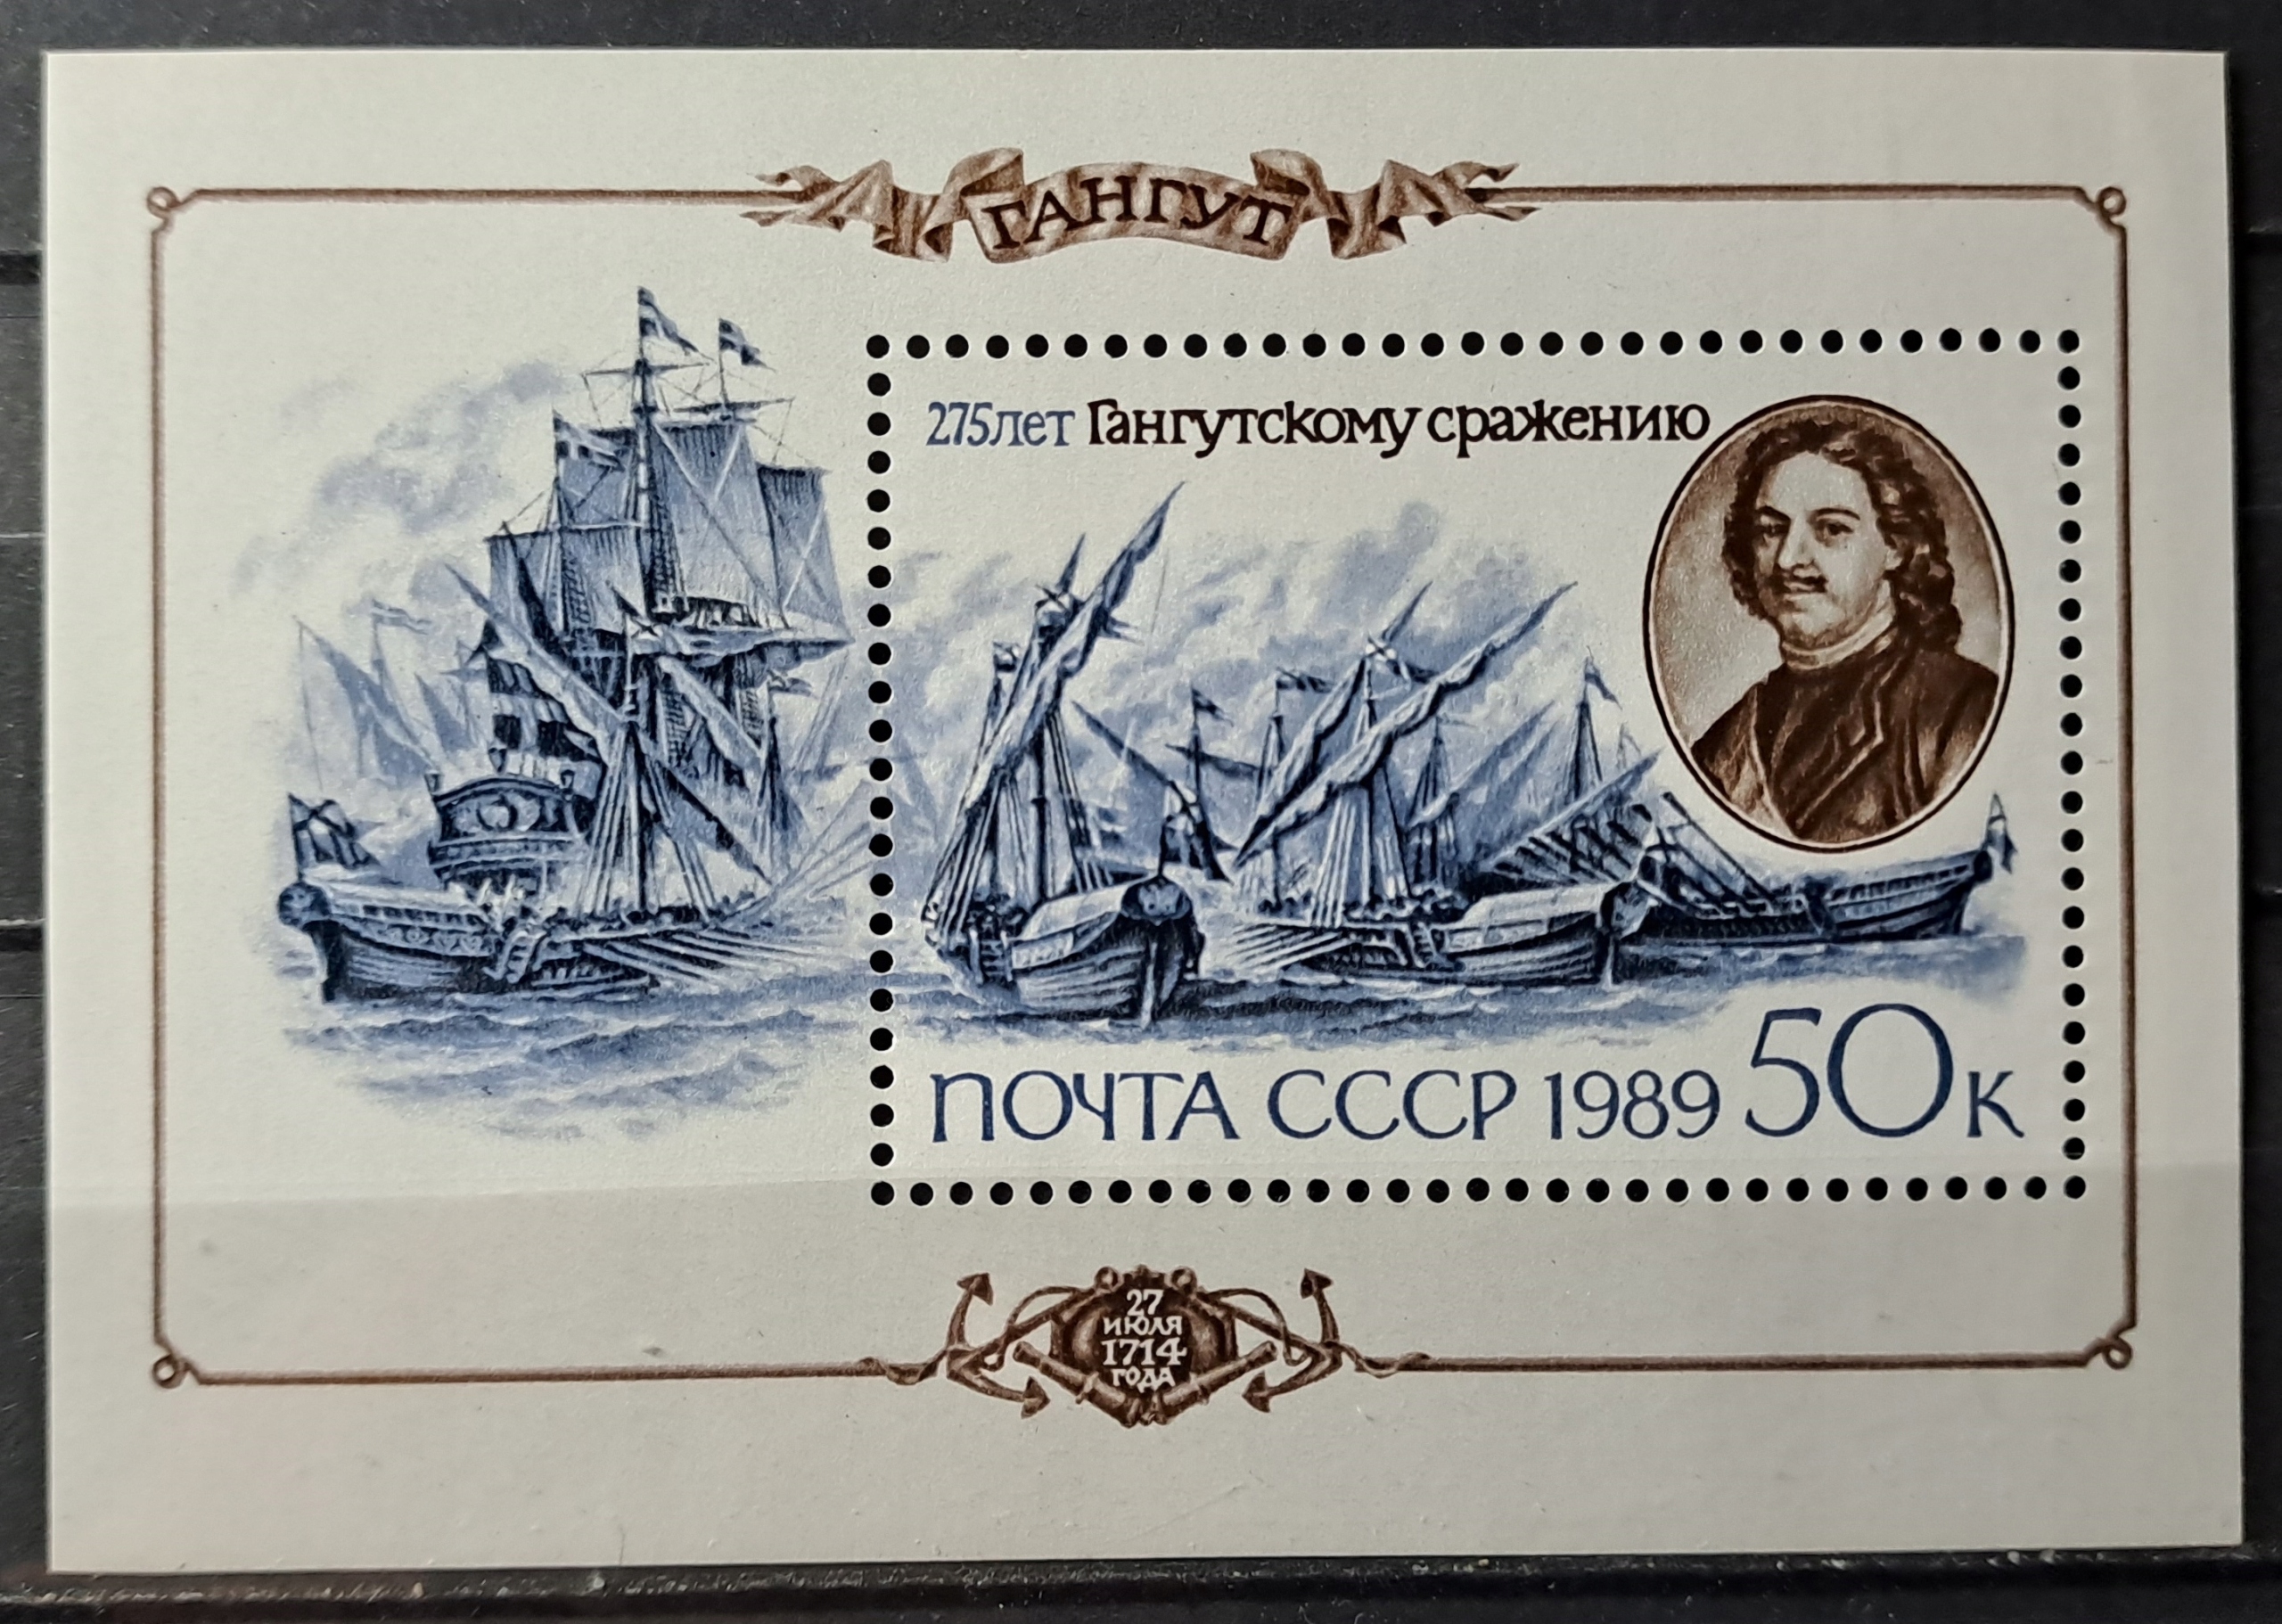 ГАНГУТ
275лет Гангутскому сражению
ПОЧТА СССР 1989 50к
27
ИЮЛЯ
1714
ГОДА